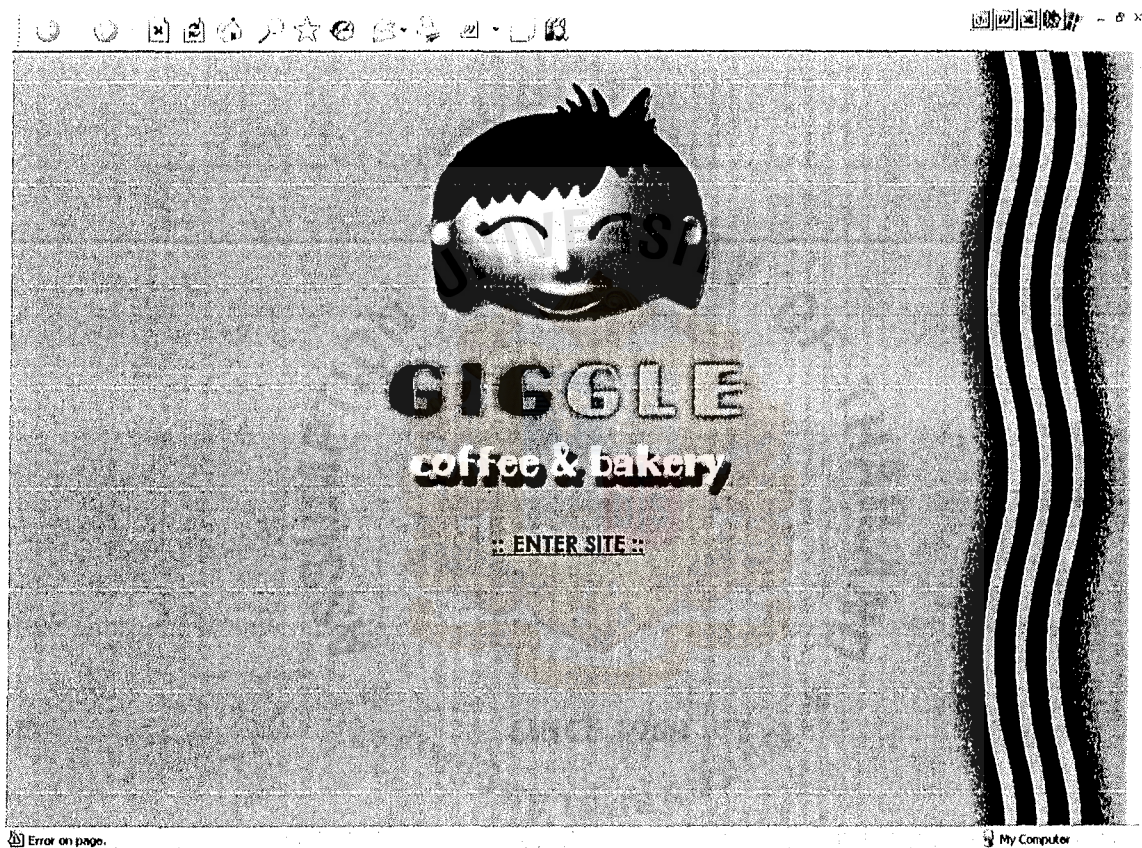 GIGGLE
coffee & bakery
:: ENTER SITE ::
Error on page.
My Computer